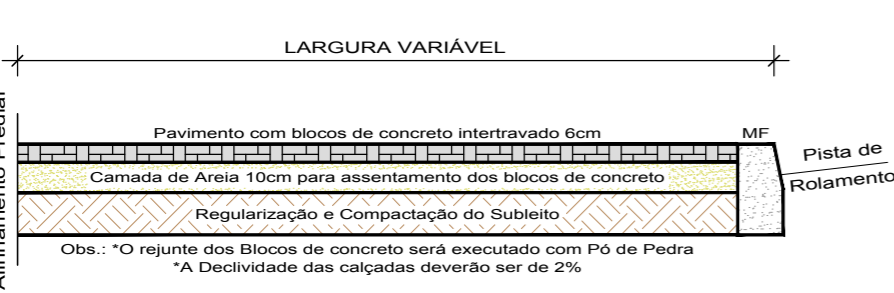 LARGURA VARIÁVEL
Alinhamento Predial
Pavimento com blocos de concreto intertravado 6cm
MF
Pista de
Rolamento
Camada de Areia 10cm para assentamento dos blocos de concreto
Regularização e Compactação do Subleito
Obs.: *O rejunte dos Blocos de concreto será executado com Pó de Pedra
*A Declividade das calçadas deverão ser de 2%